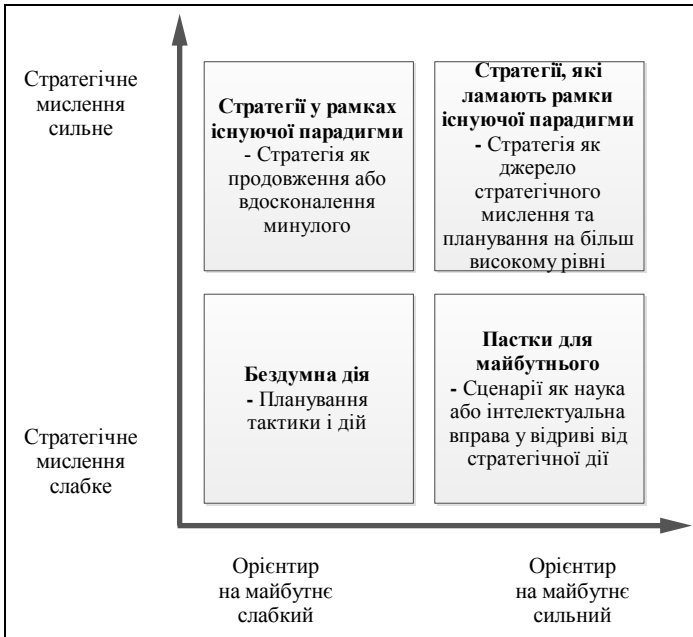 Стратегічне
мислення
сильне
Стратегії у рамках
існуючої парадигми
- Стратегія як
продовження або
вдосконалення
минулого
Стратегії, які
ламають рамки
існуючої парадигми
- Стратегія як
джерело
стратегічного
мислення та
планування на більш
високому рівні
Стратегічне
мислення
слабке
Бездумна дія
- Планування
тактики і дій
Пастки для
майбутнього
- Сценарії як наука
або інтелектуальна
вправа у відриві від
стратегічної дії
Орієнтир
на майбутнє
слабкий
Орієнтир
на майбутнє
сильний